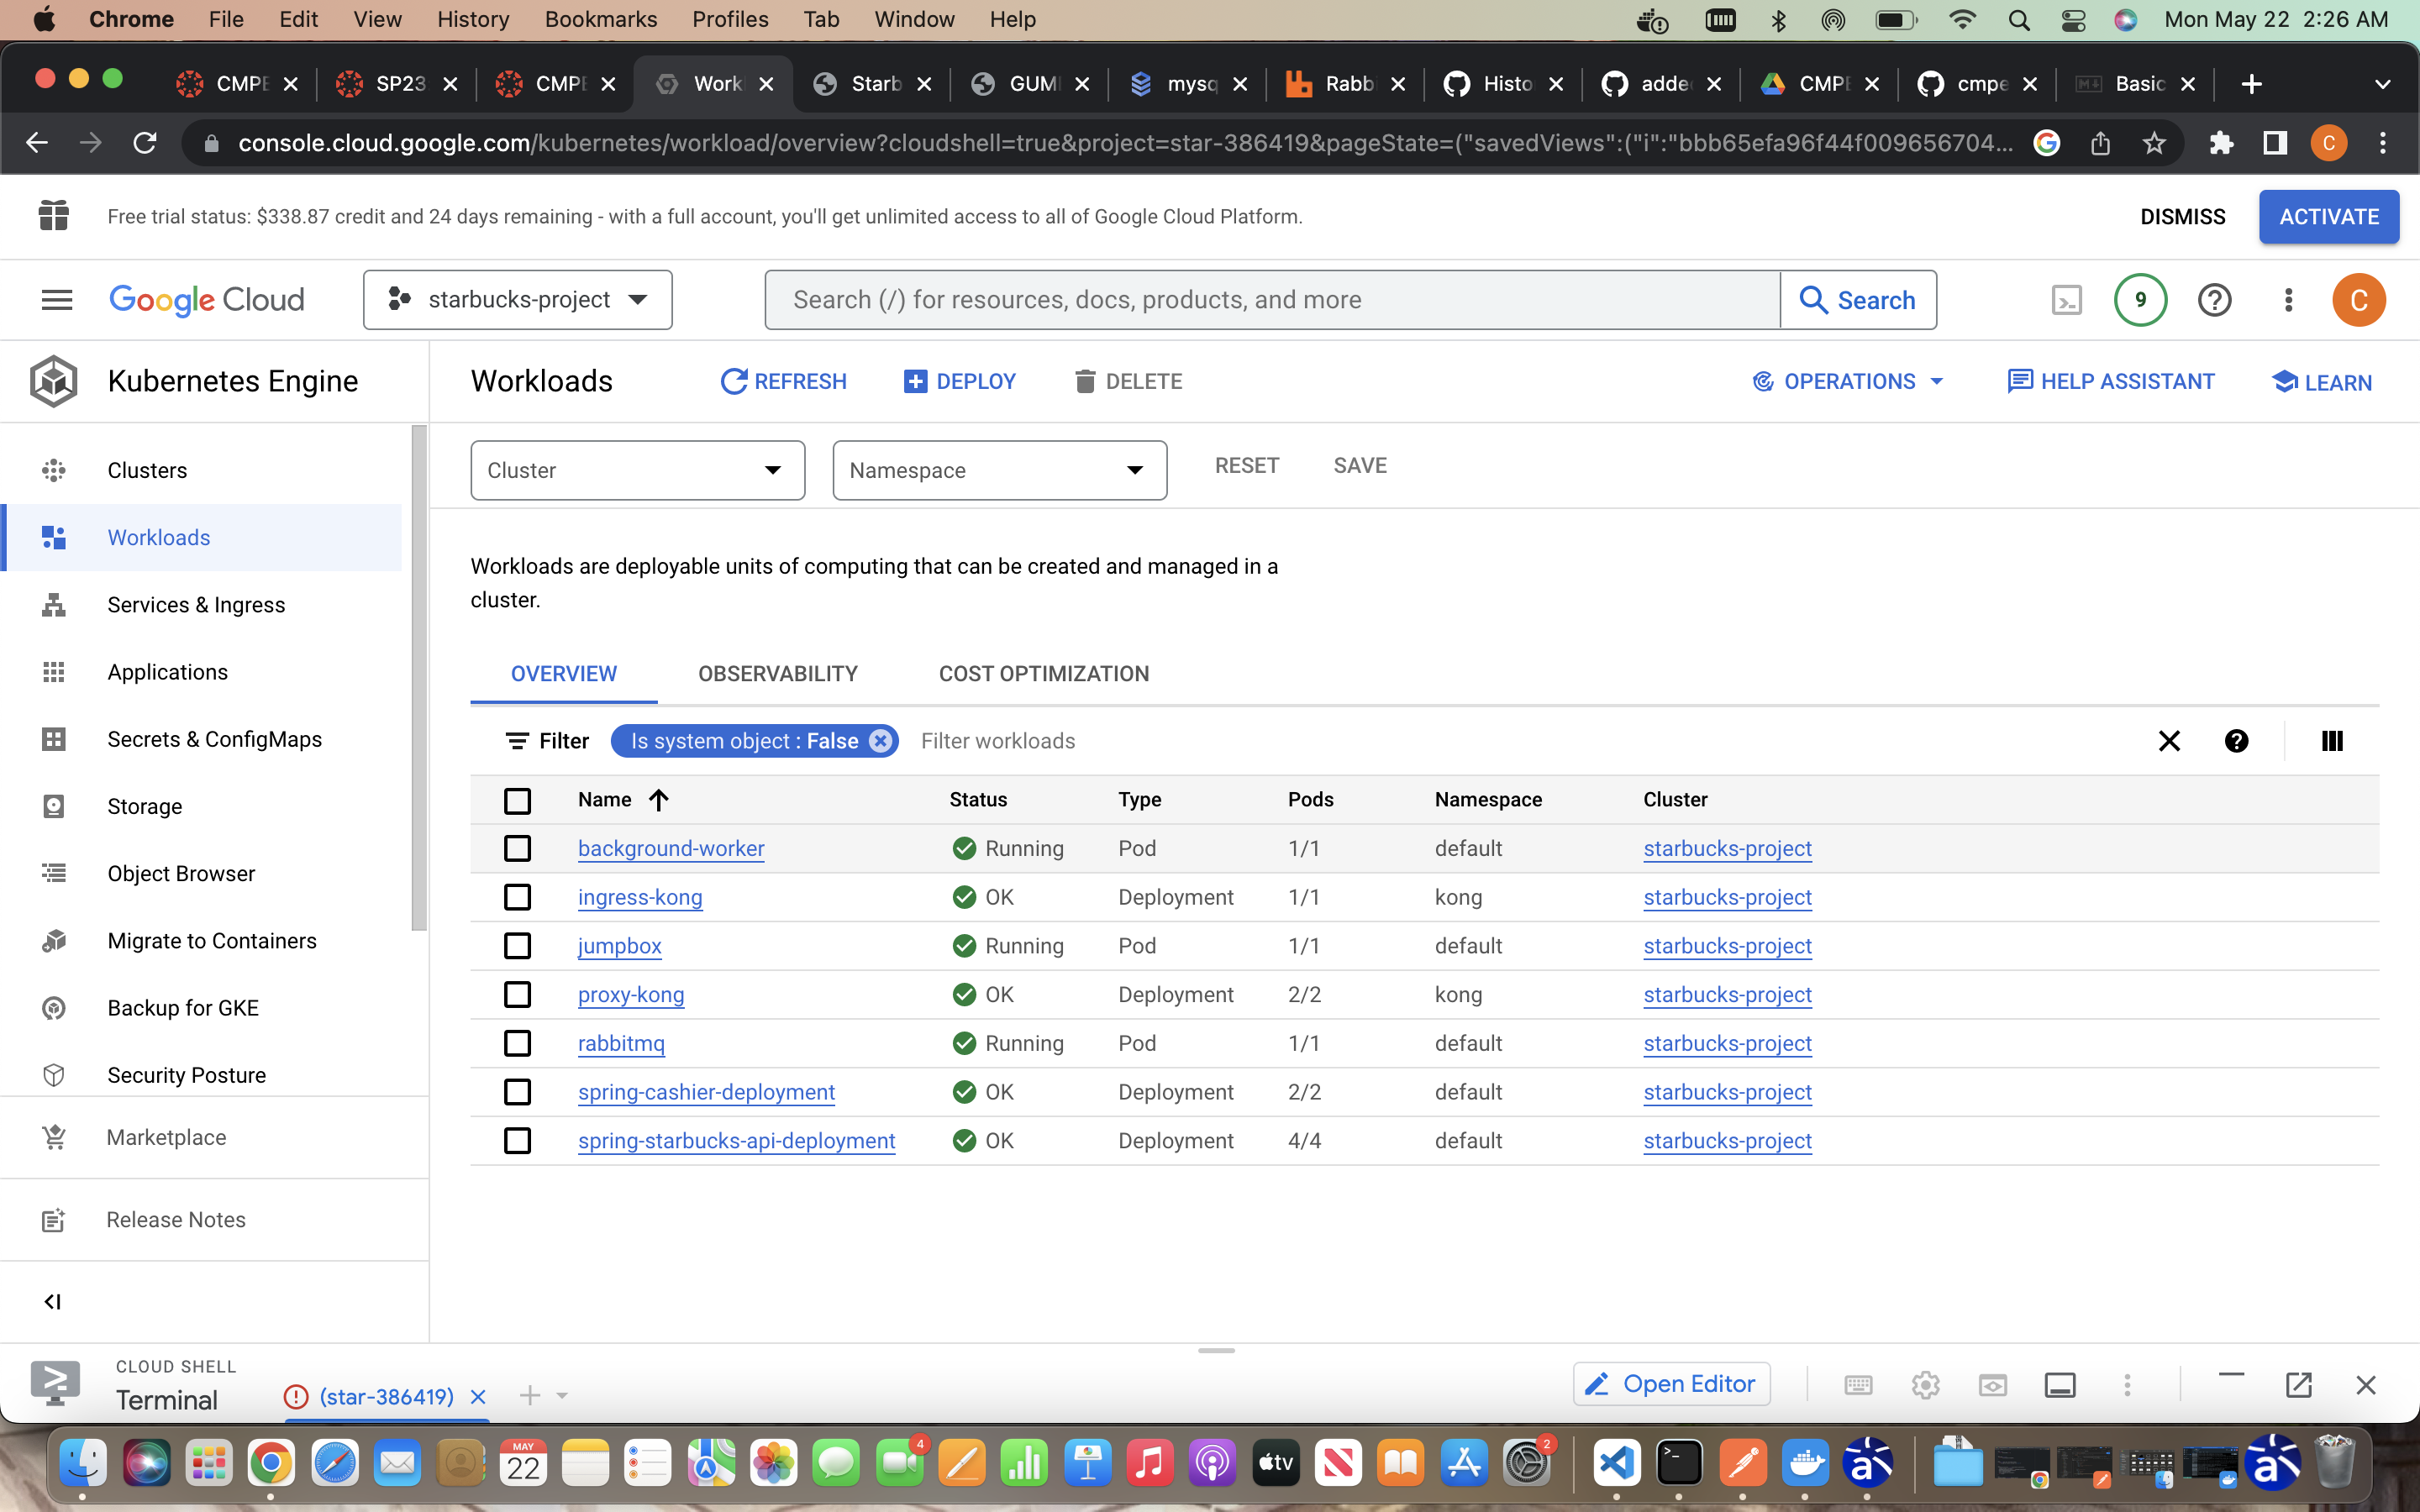 Chrome File Edit View History Bookmarks Profiles Tab Window Help Mon May 22 2:26 AM
CMPE SP23 CMPE Work Starb GUMI mysq Rabbi Histo added CMPE cmpe Basic
console.cloud.google.com/kubernetes/workload/overview?cloudshell=true&project=star-386419&pageState=("savedViews":("i":"bbb65efa96f44f009656704... C
Free trial status: $338.87 credit and 24 days remaining - with a full account, you'll get unlimited access to all of Google Cloud Platform. DISMISS ACTIVATE
Google Cloud starbucks-project Search (/) for resources, docs, products, and more Search 9 C
Kubernetes Engine Workloads REFRESH DEPLOY DELETE OPERATIONS HELP ASSISTANT LEARN
Clusters
Workloads
Services & Ingress
Applications
Secrets & ConfigMaps
Storage
Object Browser
Migrate to Containers
Backup for GKE
Security Posture
Marketplace
Release Notes
Cluster Namespace RESET SAVE
Workloads are deployable units of computing that can be created and managed in a
cluster.
OVERVIEW OBSERVABILITY COST OPTIMIZATION
Filter Is system object : False Filter workloads
Name Status Type Pods Namespace Cluster
background-worker Running Pod 1/1 default starbucks-project
ingress-kong OK Deployment 1/1 kong starbucks-project
jumpbox Running Pod 1/1 default starbucks-project
proxy-kong OK Deployment 2/2 kong starbucks-project
rabbitmq Running Pod 1/1 default starbucks-project
spring-cashier-deployment OK Deployment 2/2 default starbucks-project
spring-starbucks-api-deployment OK Deployment 4/4 default starbucks-project
CLOUD SHELL
Terminal (star-386419) Open Editor
MAY
22 4 tv 2